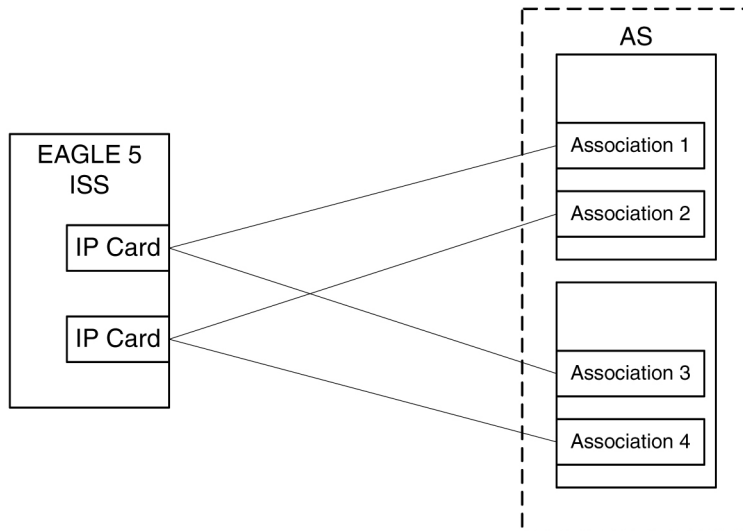 AS
EAGLE 5
ISS
IP Card
IP Card
Association 1
Association 2
Association 3
Association 4